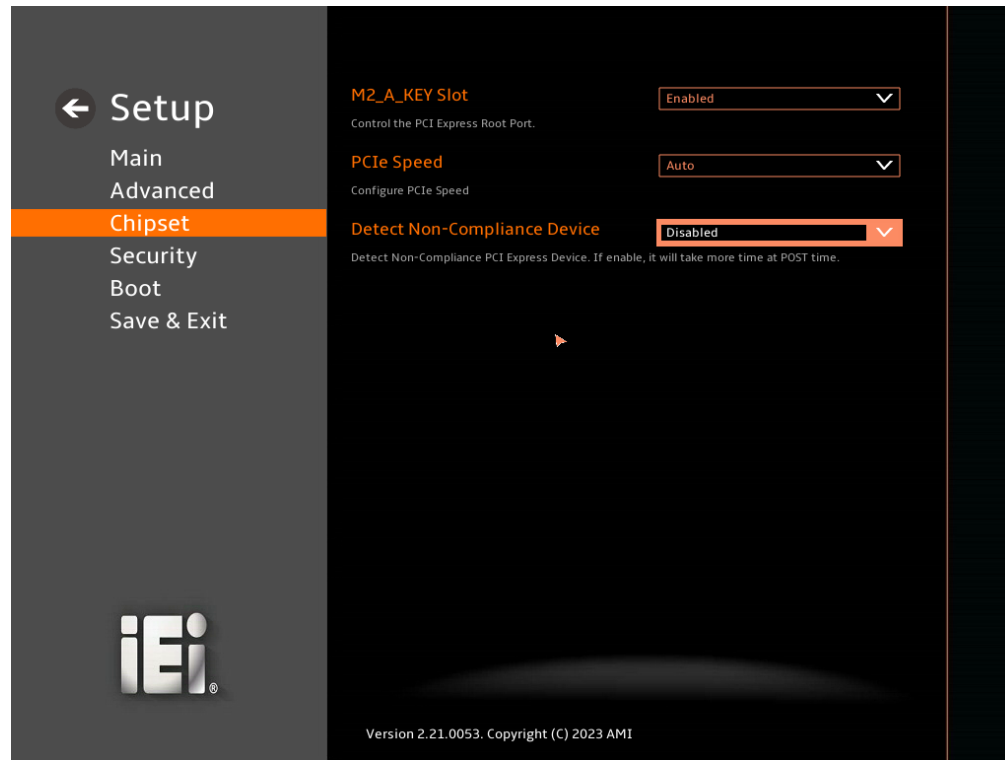 Setup
Main
Advanced
Chipset
Security
Boot
Save & Exit
M2_A_KEY Slot
Enabled
Control the PCI Express Root Port.
PCIe Speed
Auto
Configure PCIe Speed
Detect Non-Compliance Device
Disabled
Detect Non-Compliance PCI Express Device. If enable, it will take more time at POST time.
iEi®
Version 2.21.0053. Copyright (C) 2023 AMI